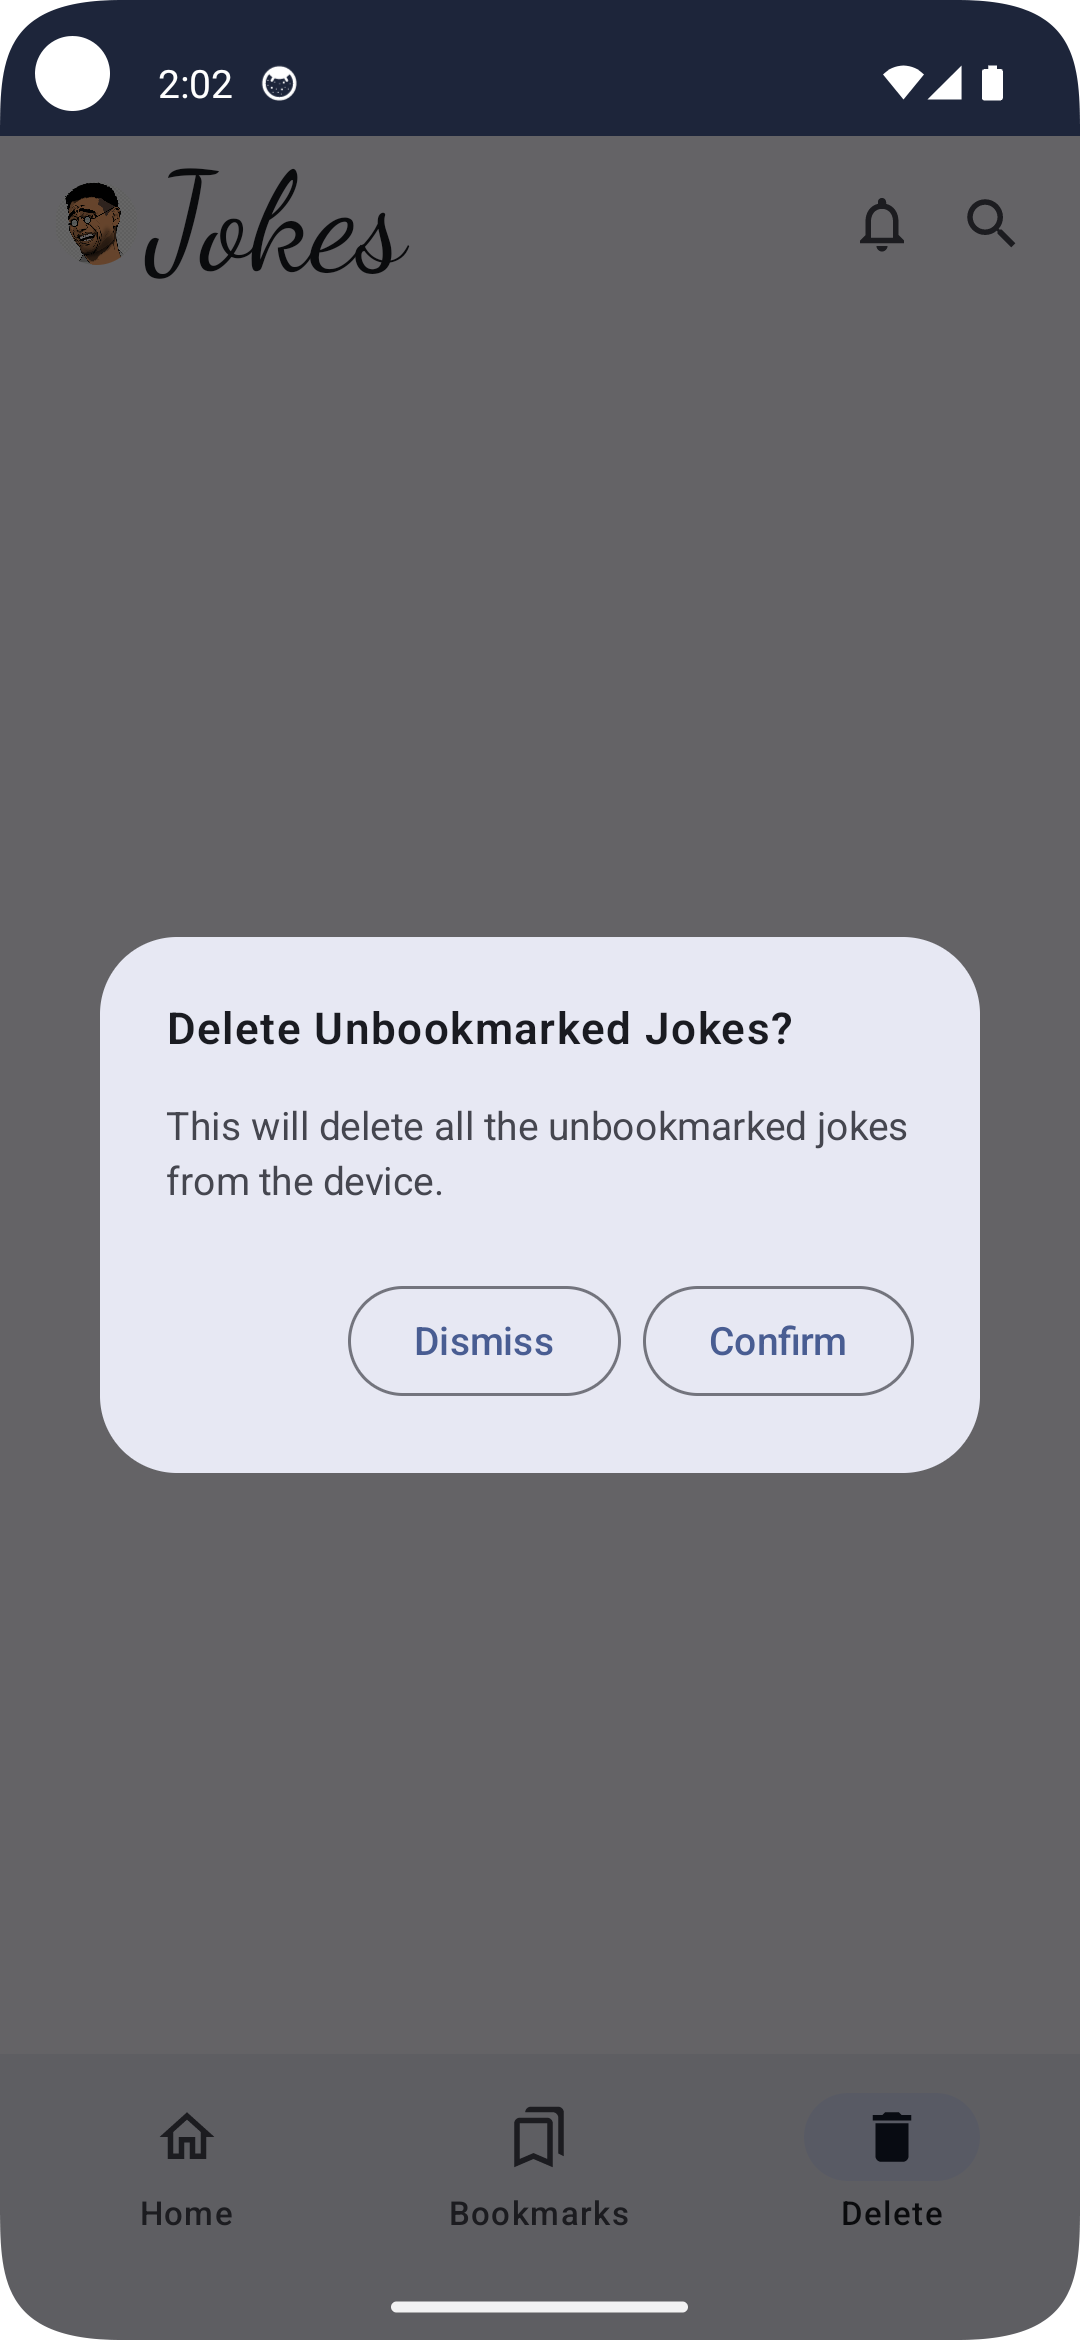 2:02
Jokes
Delete Unbookmarked Jokes?
This will delete all the unbookmarked jokes
from the device.
Dismiss Confirm
Home Bookmarks Delete